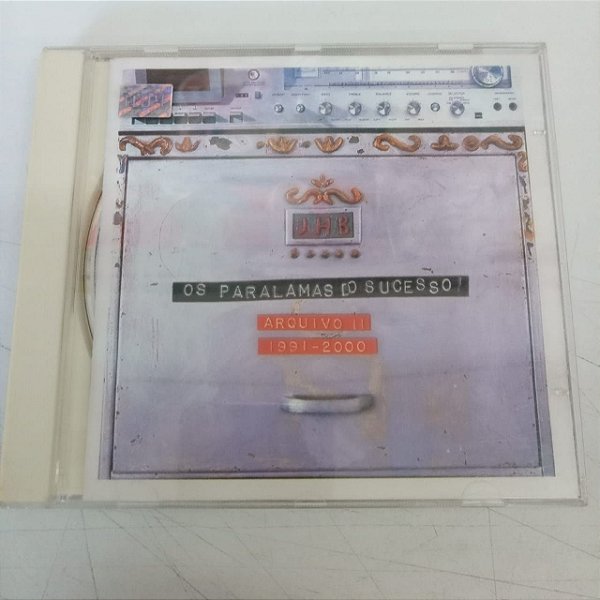 JHB
OS PARALAMAS DO SUCESSO!
ARQUIVO II
1991-2000